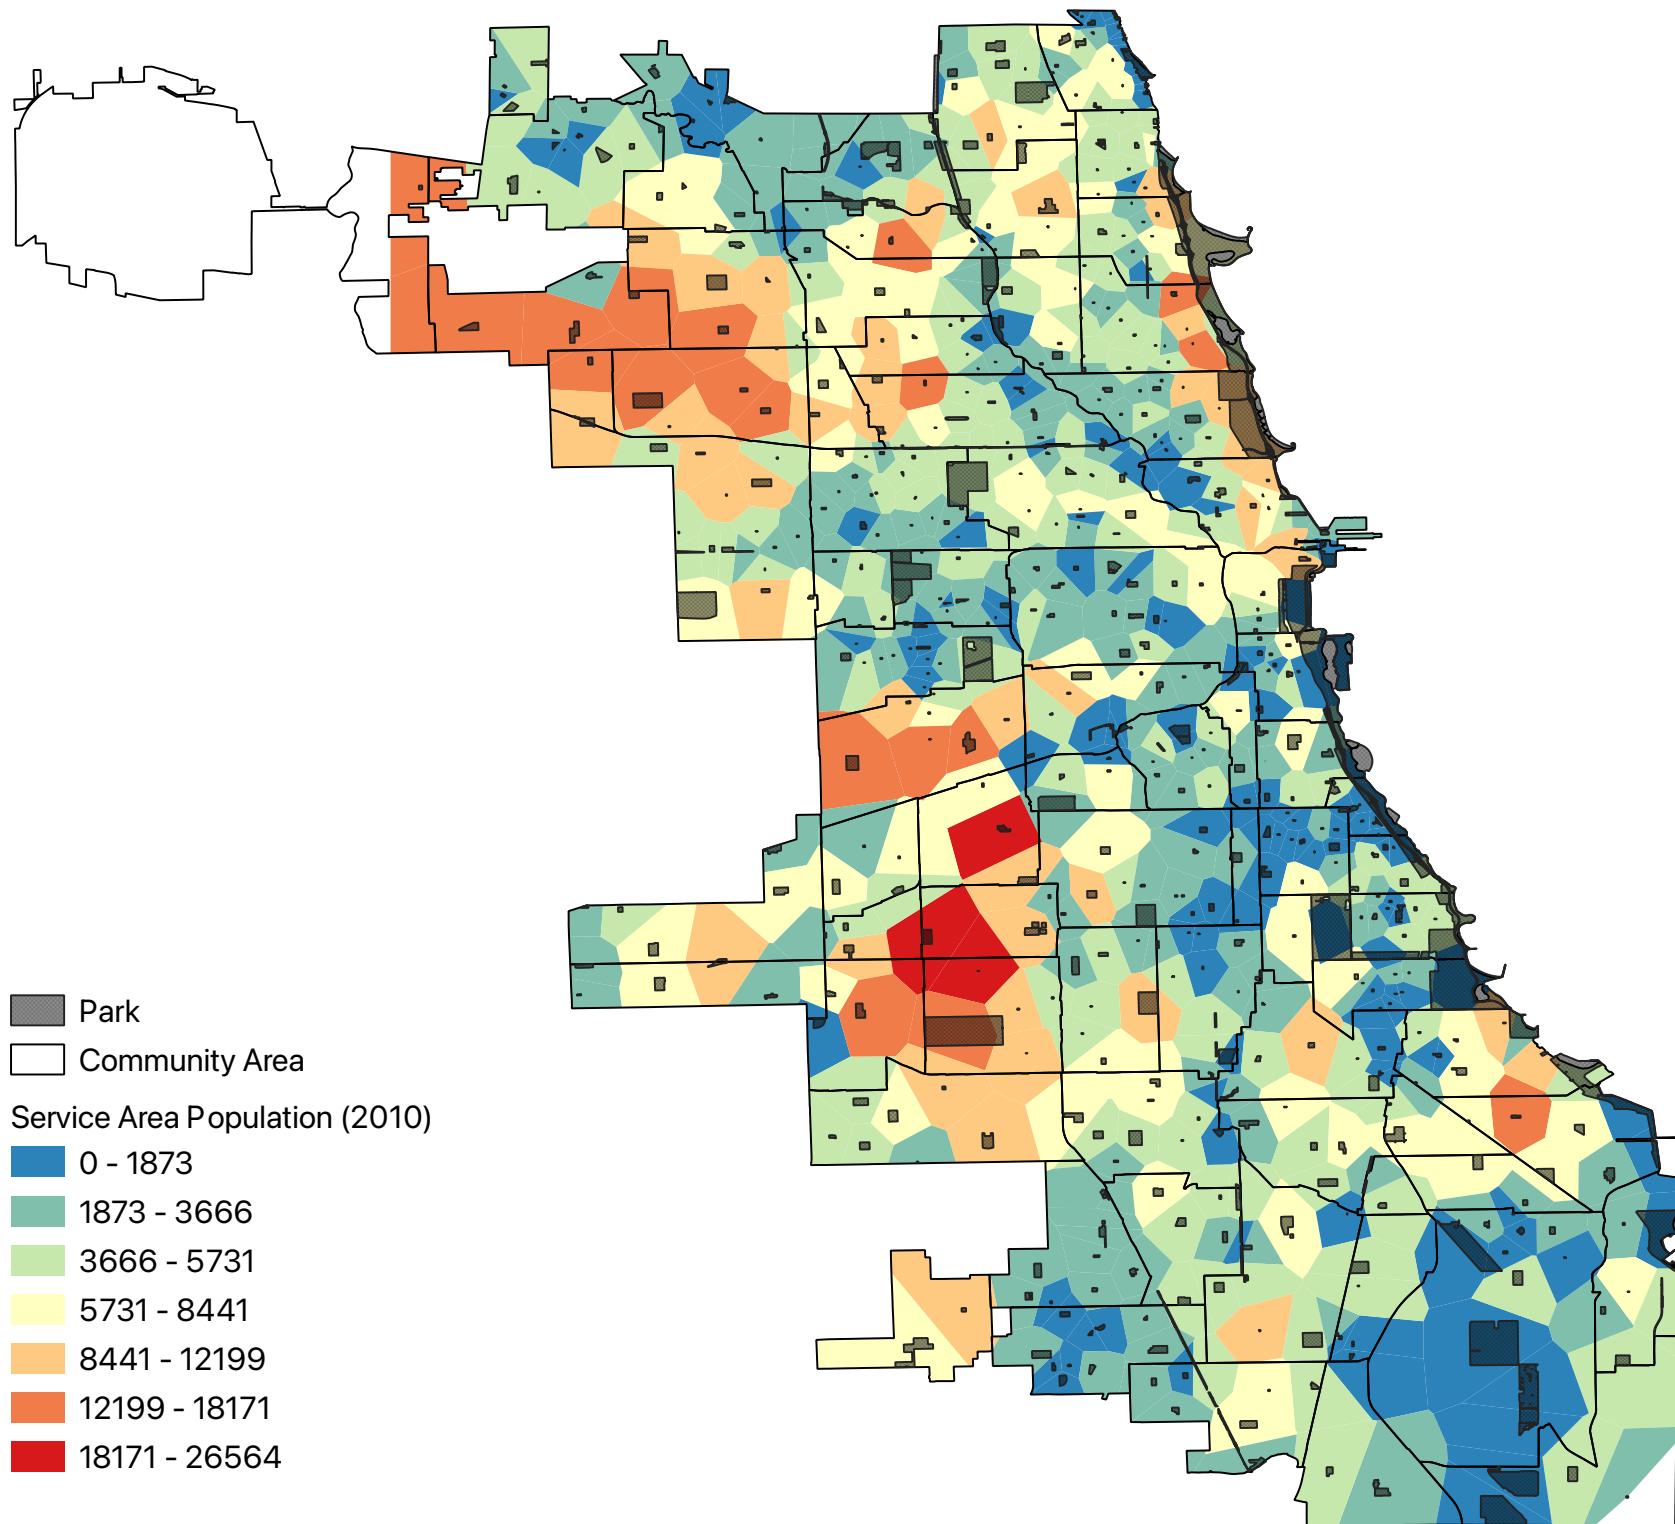 Park
Community Area
Service Area Population (2010)
0 - 1873
1873 - 3666
3666 - 5731
5731 - 8441
8441 - 12199
12199 - 18171
18171 - 26564